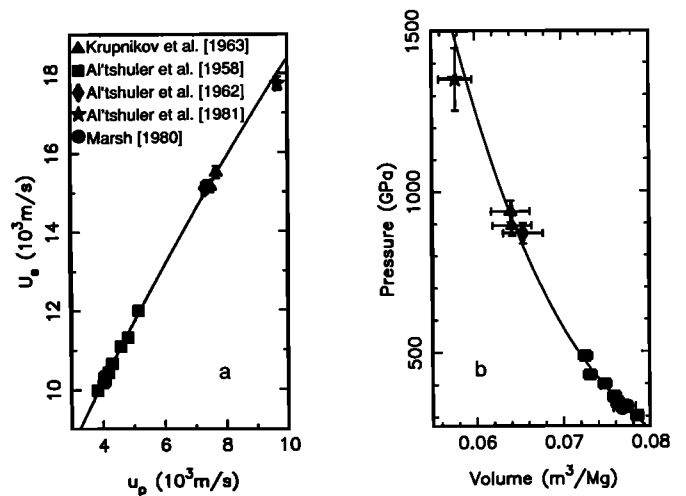 Krupnikov et al. [1963]
Al'tshuler et al. [1958]
Al'tshuler et al. [1962]
Al'tshuler et al. [1981]
Marsh [1980]
18
16
14
12
10
U_s (10³m/s)
a
4
6
8
10
u_p (10³m/s)
1500
1000
500
Pressure (GPa)
b
0.06
0.07
0.08
Volume (m³/Mg)